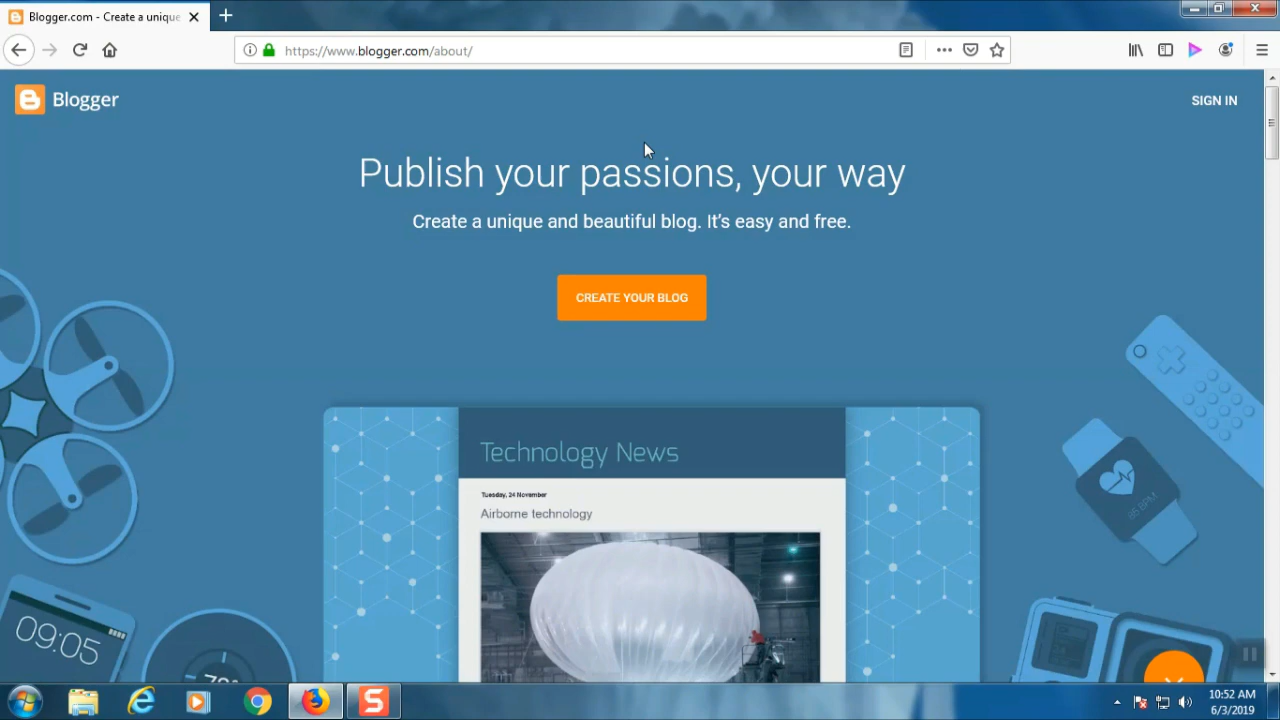 Blogger.com - Create a unique
https://www.blogger.com/about/
Blogger
SIGN IN
Publish your passions, your way
Create a unique and beautiful blog. It's easy and free.
CREATE YOUR BLOG
Technology News
Tuesday, 24 November
Airborne technology
85 BPM
09:05
10:52 AM
6/3/2019